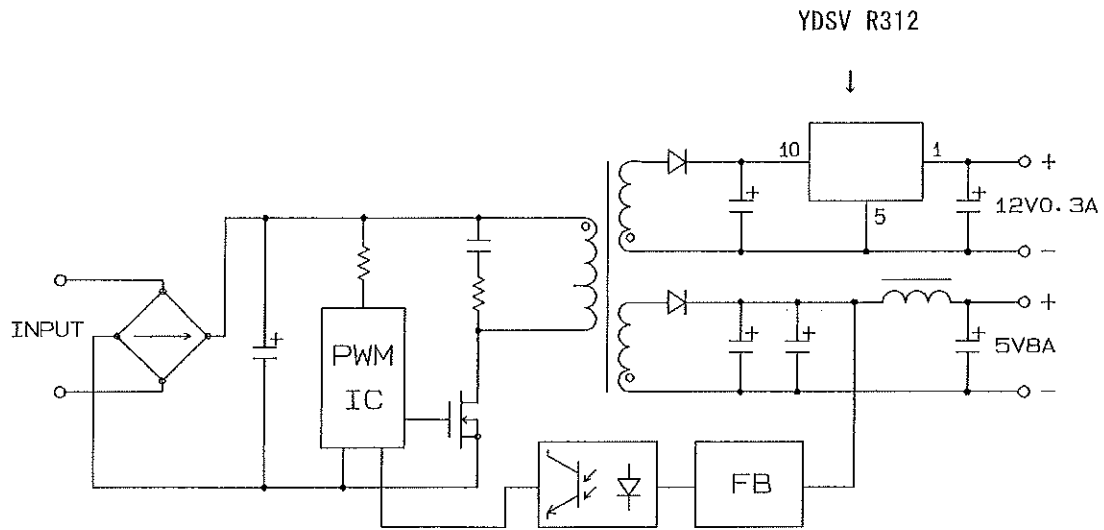 YDSV R312
↓
10
1
+
5
12V0.3A
−
+
INPUT
PWM
IC
5V8A
−
FB